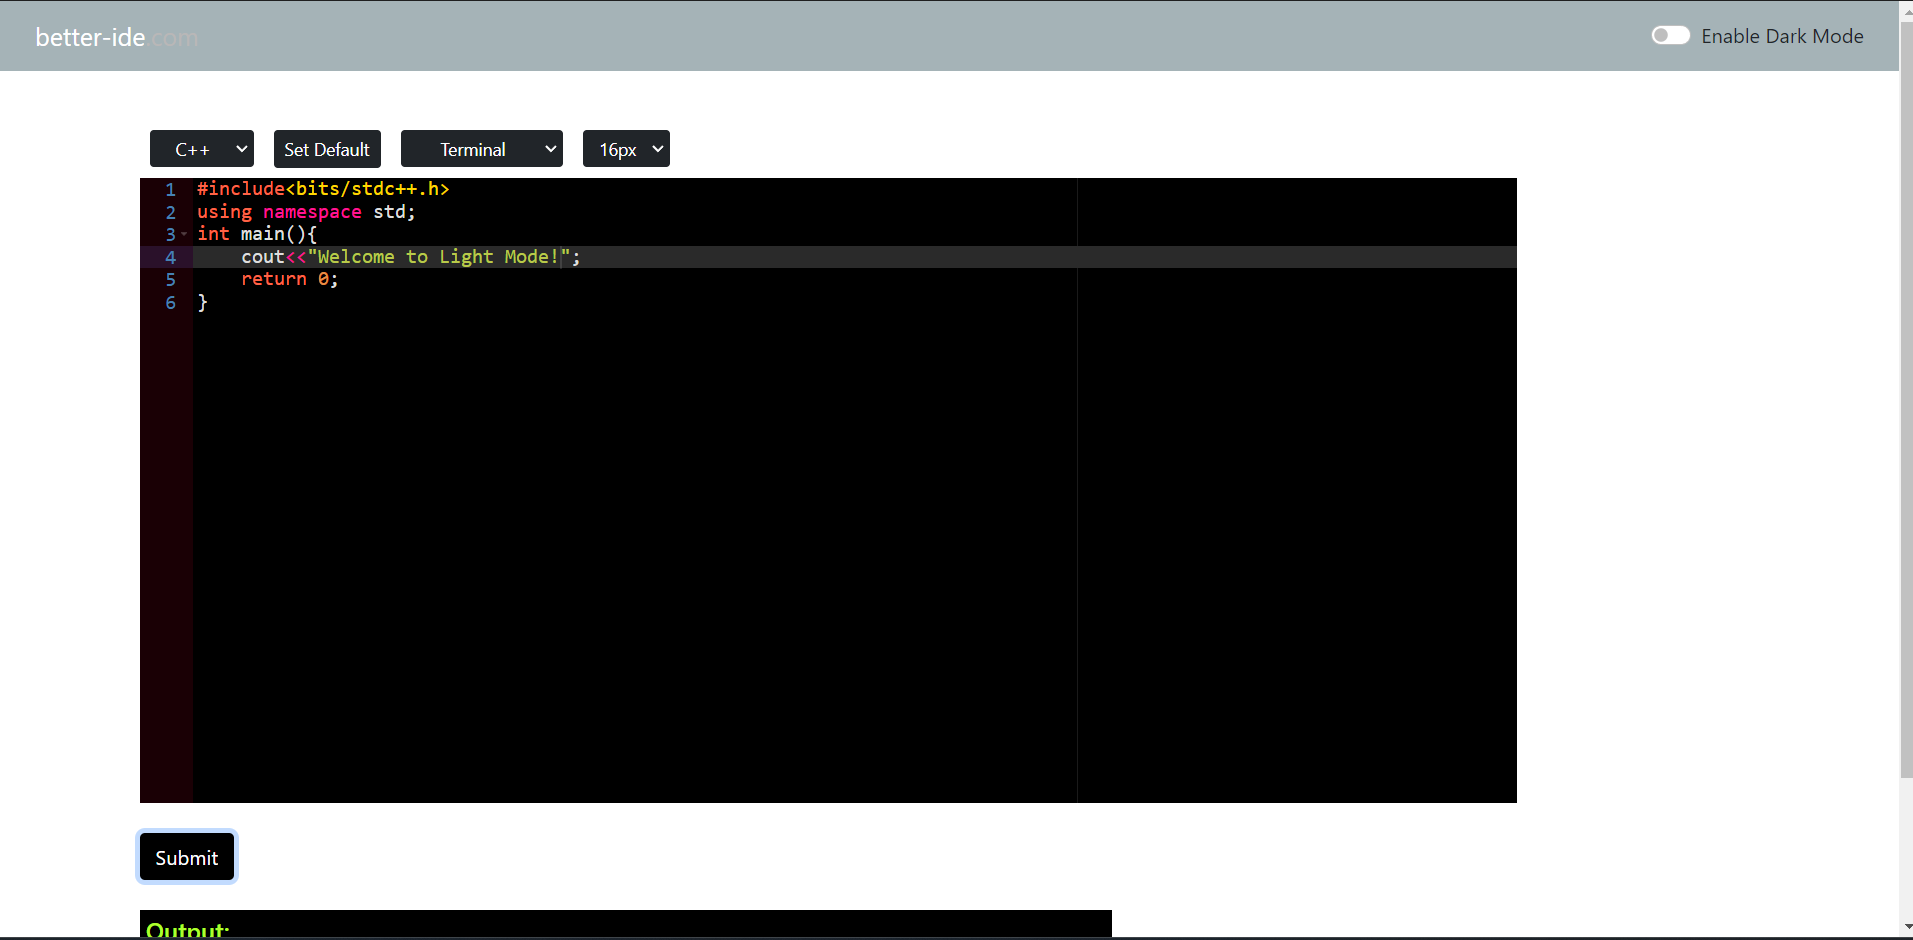 better-ide.com
Enable Dark Mode
C++ Set Default Terminal 16px
1 #include<bits/stdc++.h>
2 using namespace std;
3 int main(){
4     cout<<"Welcome to Light Mode!";
5     return 0;
6 }
Submit
Output: